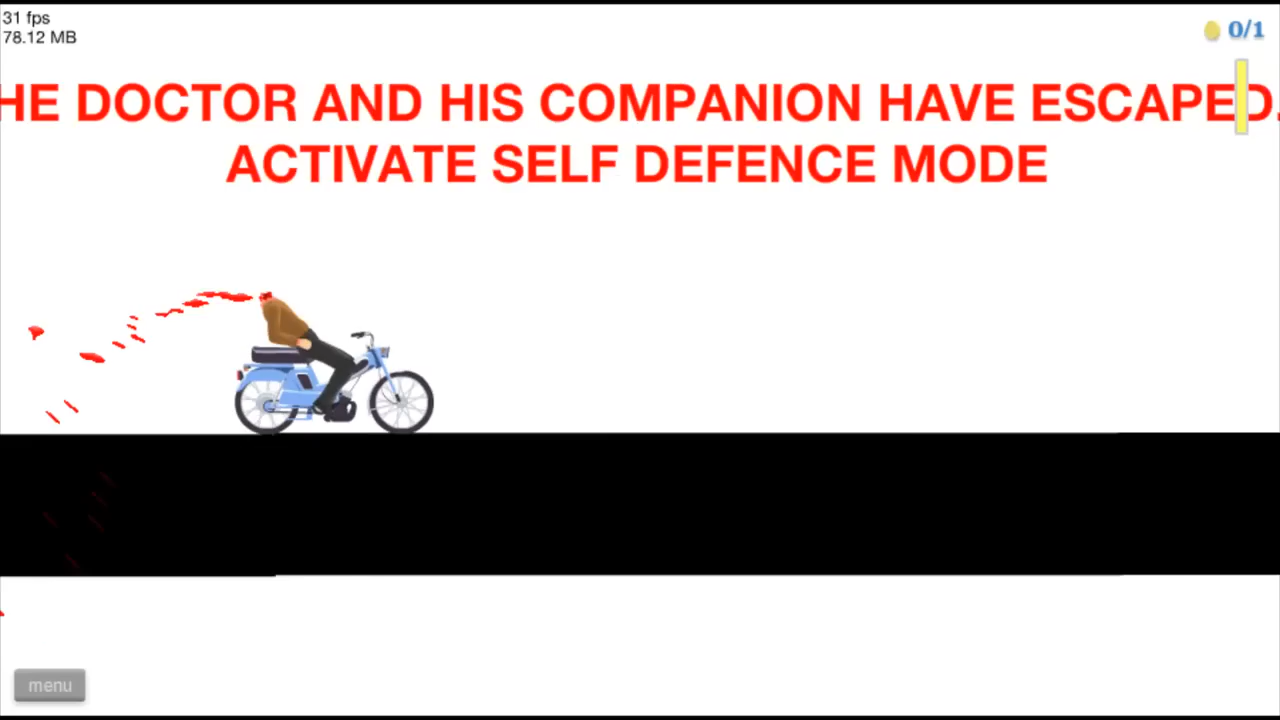 31 fps
78.12 MB
0/1
HE DOCTOR AND HIS COMPANION HAVE ESCAPED.
ACTIVATE SELF DEFENCE MODE
menu